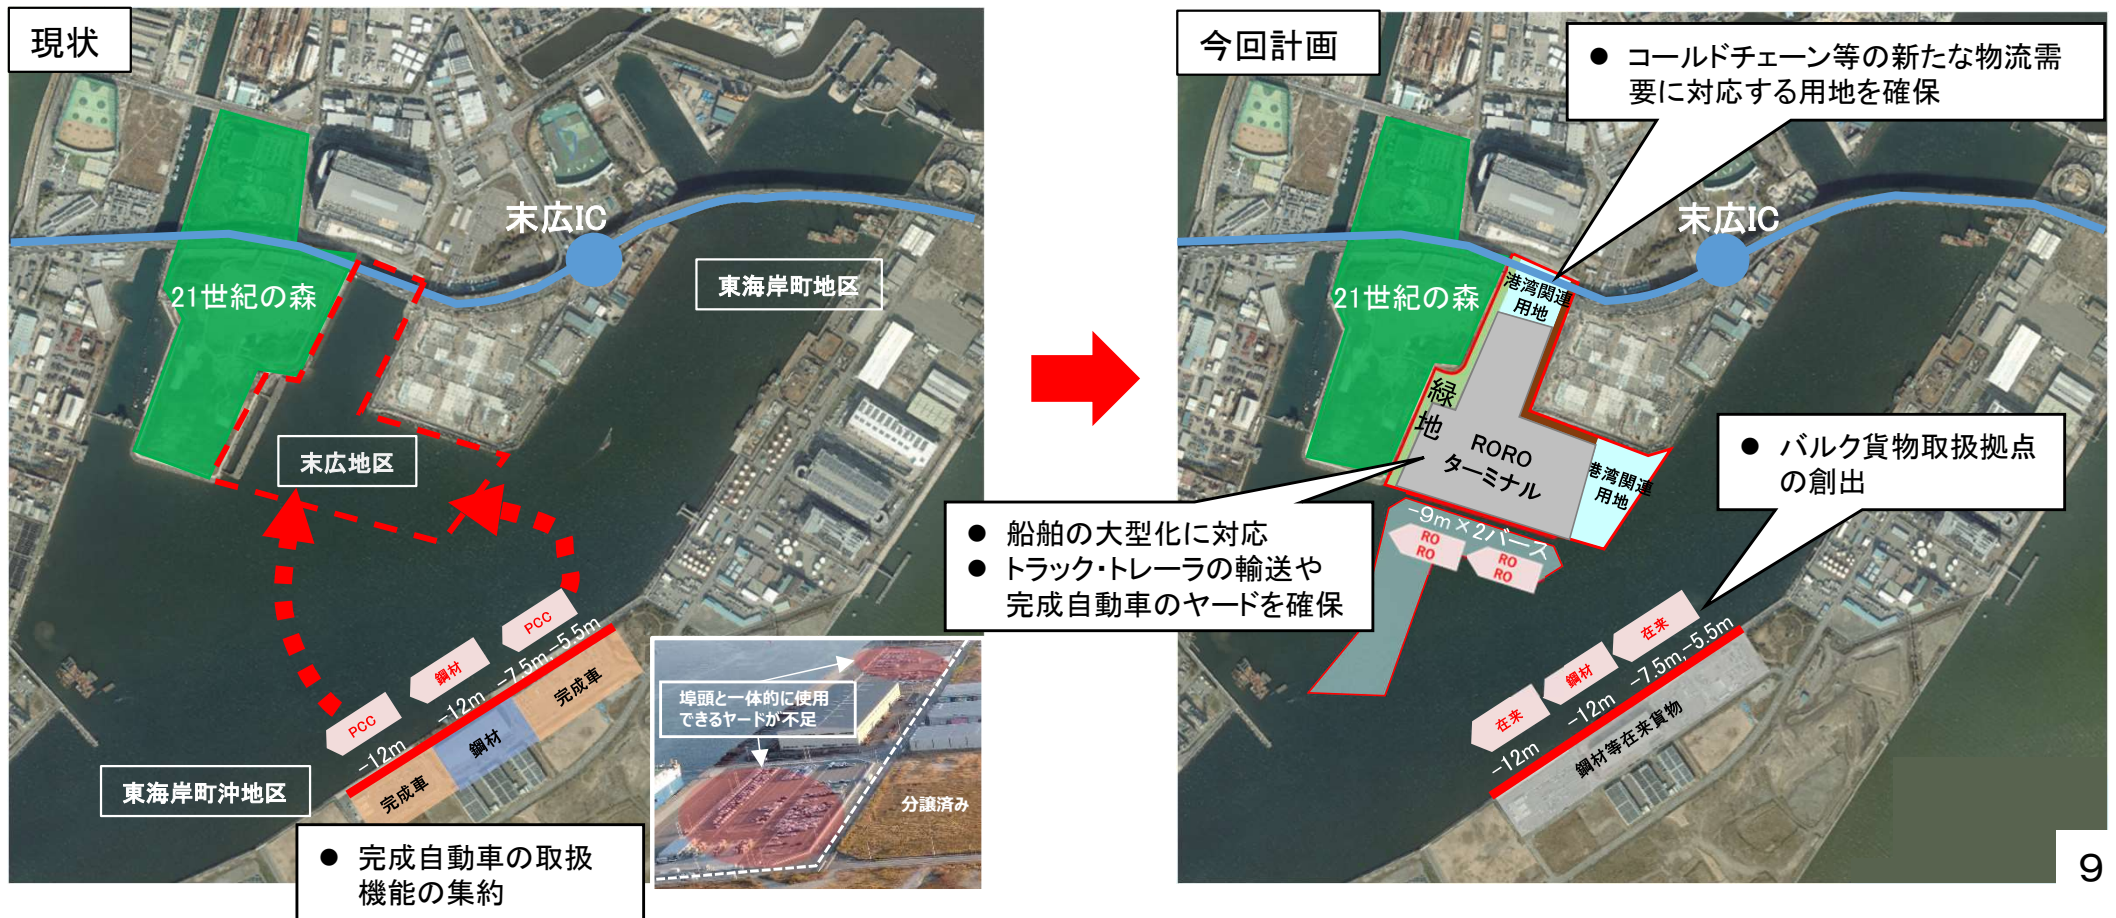 現状
末広IC
東海岸町地区
21世紀の森
末広地区
PCC
鋼材
PCC
-7.5m,-5.5m
-12m
-12m
完成車
鋼材
完成車
東海岸町沖地区
● 完成自動車の取扱
機能の集約
埠頭と一体的に使用
できるヤードが不足
分譲済み
今回計画
● コールドチェーン等の新たな物流需
要に対応する用地を確保
末広IC
21世紀の森
港湾関連
用地
緑地
RORO
ターミナル
港湾関連
用地
● 船舶の大型化に対応
● トラック・トレーラの輸送や
完成自動車のヤードを確保
-9m×2バース
RO
RO
RO
RO
● バルク貨物取扱拠点
の創出
在来
鋼材
在来
-7.5m,-5.5m
-12m
-12m
鋼材等在来貨物
9